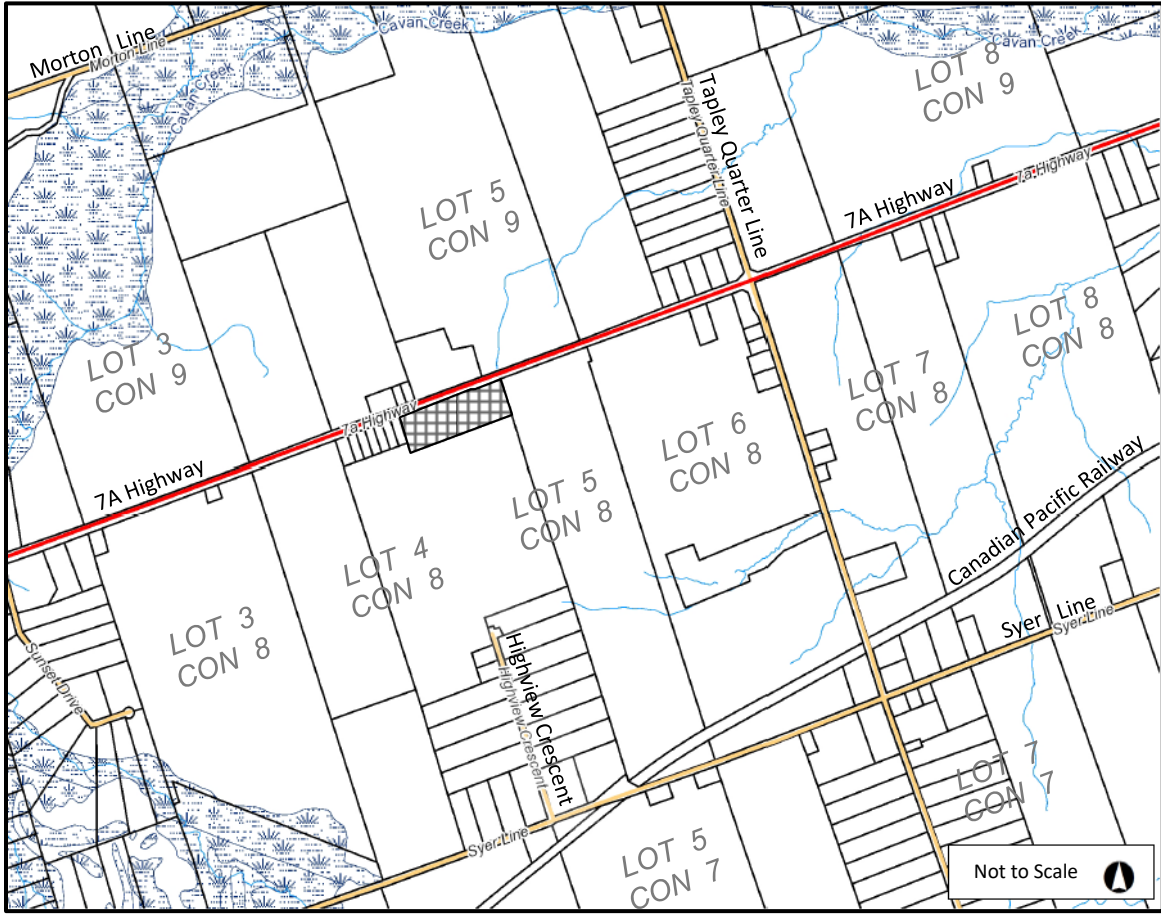 Cavan Creek
Morton Line
Morton Line
Cavan Creek
Cavan Creek
LOT 8
CON 9
Tapley Quarter Line
Tapley Quarter Line
7a Highway
7A Highway
LOT 5
CON 9
LOT 3
CON 9
LOT 8
CON 8
LOT 7
CON 8
7a Highway
7A Highway
LOT 6
CON 8
LOT 5
CON 8
LOT 4
CON 8
Canadian Pacific Railway
LOT 3
CON 8
Syer Line
Syer Line
Sunset Drive
Highview Crescent
Highview Crescent
LOT 7
CON 7
Syer Line
LOT 5
CON 7
Not to Scale